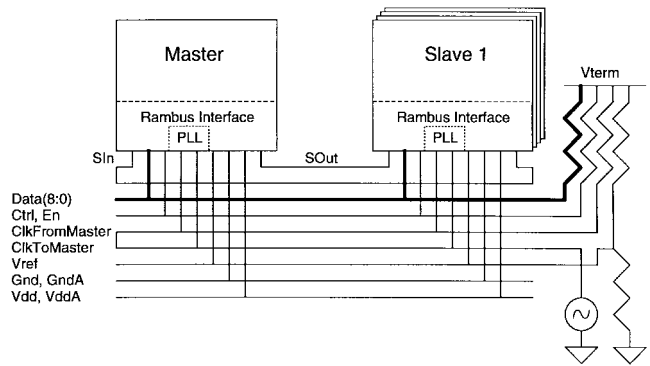 Master
Slave 1
Vterm
Rambus Interface
Rambus Interface
PLL
PLL
SIn
SOut
Data(8:0)
Ctrl, En
ClkFromMaster
ClkToMaster
Vref
Gnd, GndA
Vdd, VddA